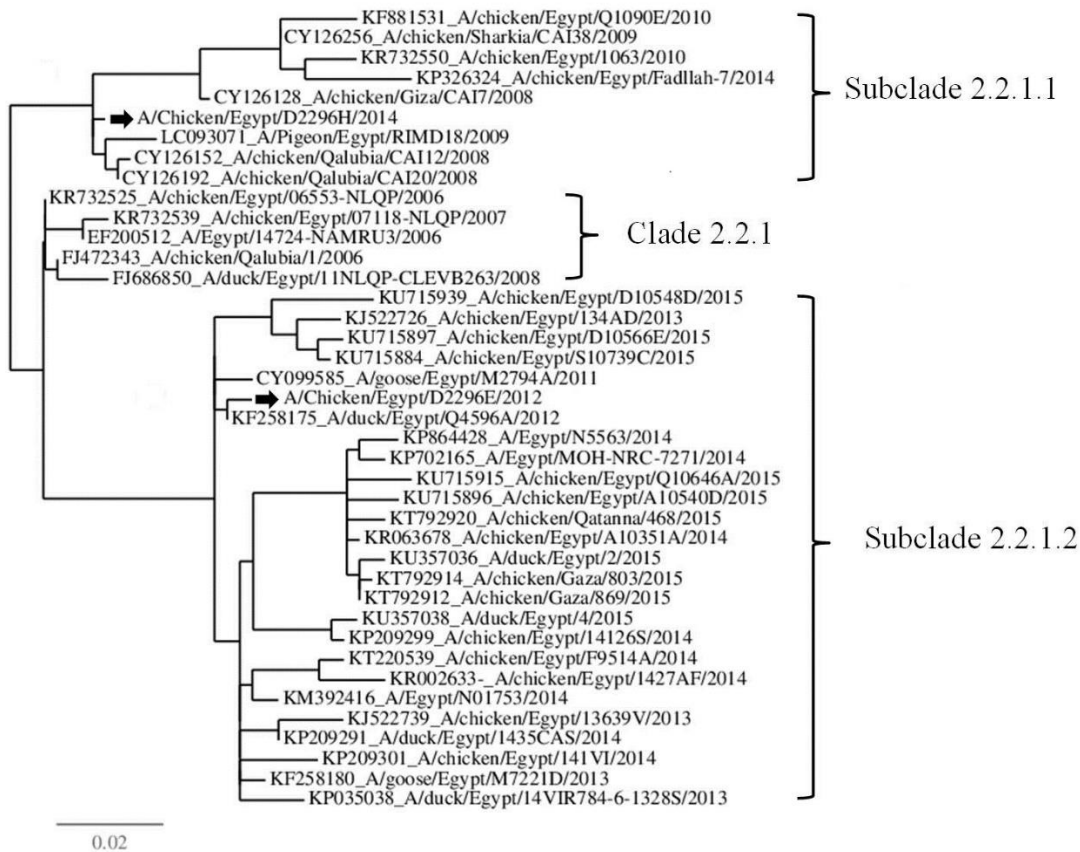 KF881531_A/chicken/Egypt/Q1090E/2010
CY126256_A/chicken/Sharkia/CAI38/2009
KR732550_A/chicken/Egypt/1063/2010
KP326324_A/chicken/Egypt/Fadllah-7/2014
CY126128_A/chicken/Giza/CAI7/2008
A/Chicken/Egypt/D2296H/2014
LC093071_A/Pigeon/Egypt/RIMD18/2009
CY126152_A/chicken/Qalubia/CAI12/2008
CY126192_A/chicken/Qalubia/CAI20/2008
Subclade 2.2.1.1
KR732525_A/chicken/Egypt/06553-NLQP/2006
KR732539_A/chicken/Egypt/07118-NLQP/2007
EF200512_A/Egypt/14724-NAMRU3/2006
FJ472343_A/chicken/Qalubia/1/2006
FJ686850_A/duck/Egypt/11NLQP-CLEVB263/2008
Clade 2.2.1
KU715939_A/chicken/Egypt/D10548D/2015
KJ522726_A/chicken/Egypt/134AD/2013
KU715897_A/chicken/Egypt/D10566E/2015
KU715884_A/chicken/Egypt/S10739C/2015
CY099585_A/goose/Egypt/M2794A/2011
A/Chicken/Egypt/D2296E/2012
KF258175_A/duck/Egypt/Q4596A/2012
KP864428_A/Egypt/N5563/2014
KP702165_A/Egypt/MOH-NRC-7271/2014
KU715915_A/chicken/Egypt/Q10646A/2015
KU715896_A/chicken/Egypt/A10540D/2015
KT792920_A/chicken/Qatanna/468/2015
KR063678_A/chicken/Egypt/A10351A/2014
KU357036_A/duck/Egypt/2/2015
KT792914_A/chicken/Gaza/803/2015
KT792912_A/chicken/Gaza/869/2015
KU357038_A/duck/Egypt/4/2015
KP209299_A/chicken/Egypt/14126S/2014
KT220539_A/chicken/Egypt/F9514A/2014
KR002633-_A/chicken/Egypt/1427AF/2014
KM392416_A/Egypt/N01753/2014
KJ522739_A/chicken/Egypt/13639V/2013
KP209291_A/duck/Egypt/1435CAS/2014
KP209301_A/chicken/Egypt/141VI/2014
KF258180_A/goose/Egypt/M7221D/2013
KP035038_A/duck/Egypt/14VIR784-6-1328S/2013
Subclade 2.2.1.2
0.02